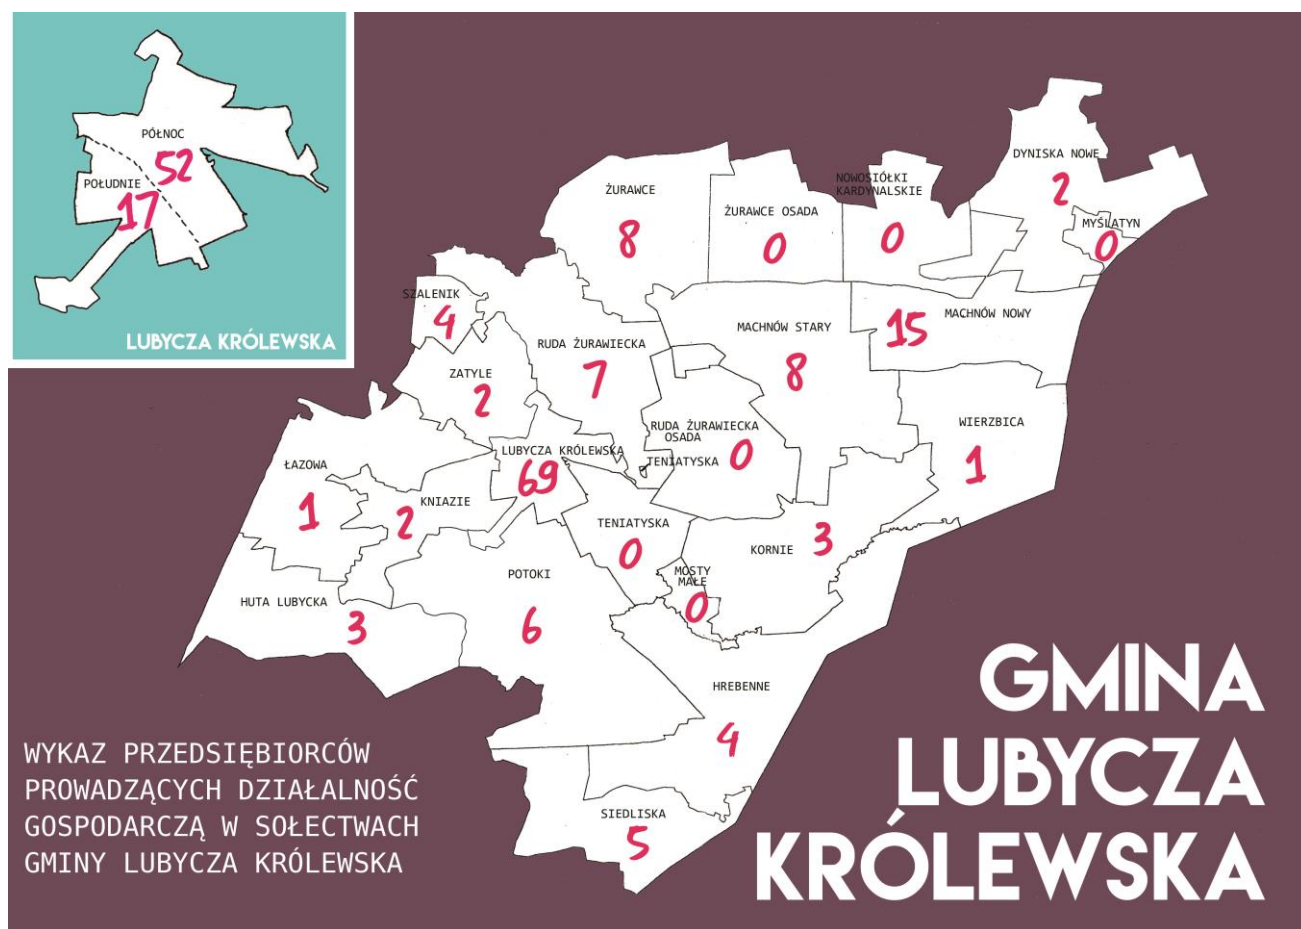 PÓŁNOC
52
POŁUDNIE
17
LUBYCZA KRÓLEWSKA
DYNISKA NOWE
2
MYŚLATYN
0
NOWOSIÓŁKI
KARDYNALSKIE
0
ŻURAWCE
8
ŻURAWCE OSADA
0
SZALENIK
4
MACHNÓW NOWY
15
MACHNÓW STARY
8
RUDA ŻURAWIECKA
7
ZATYLE
2
WIERZBICA
1
RUDA ŻURAWIECKA
OSADA
0
TENIATYSKA
LUBYCZA KRÓLEWSKA
69
ŁAZOWA
1
KNIAZIE
2
TENIATYSKA
0
KORNIE
3
MOSTY
MAŁE
0
POTOKI
6
HUTA LUBYCKA
3
HREBENNE
4
SIEDLISKA
5
WYKAZ PRZEDSIĘBIORCÓW
PROWADZĄCYCH DZIAŁALNOŚĆ
GOSPODARCZĄ W SOŁECTWACH
GMINY LUBYCZA KRÓLEWSKA
GMINA
LUBYCZA
KRÓLEWSKA